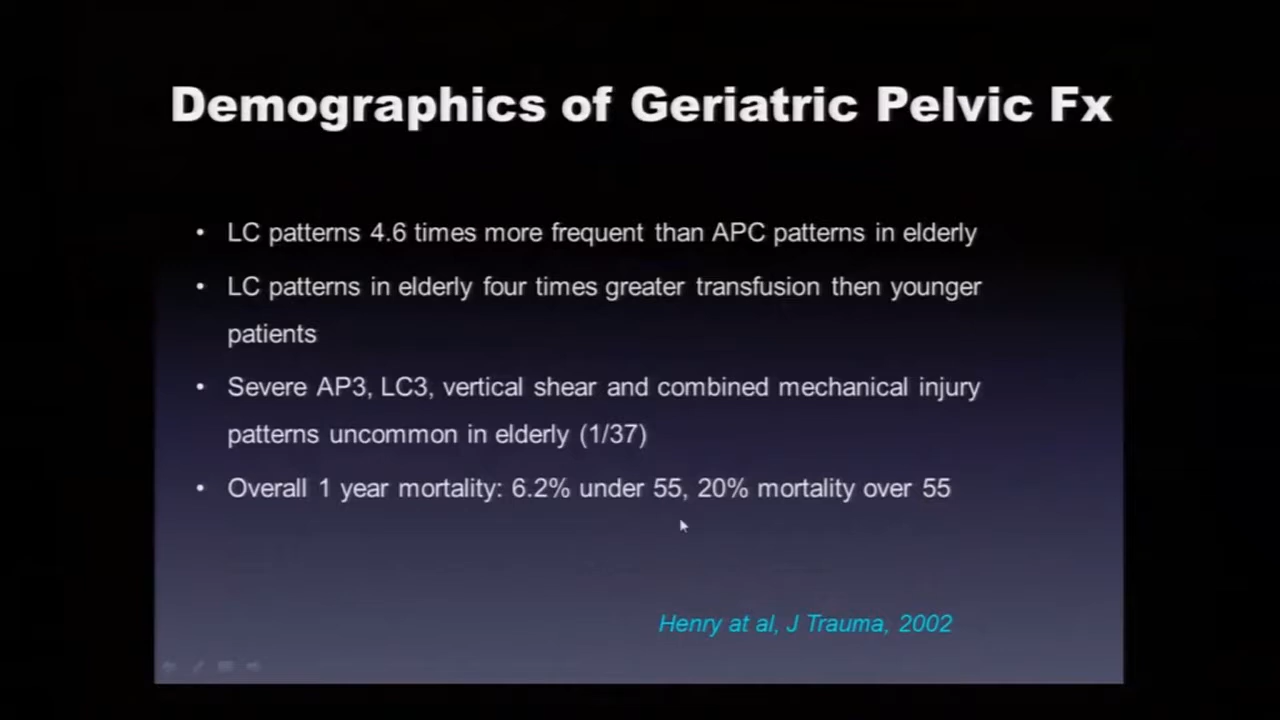 Demographics of Geriatric Pelvic Fx
• LC patterns 4.6 times more frequent than APC patterns in elderly
• LC patterns in elderly four times greater transfusion then younger
patients
• Severe AP3, LC3, vertical shear and combined mechanical injury
patterns uncommon in elderly (1/37)
• Overall 1 year mortality: 6.2% under 55, 20% mortality over 55
Henry at al, J Trauma, 2002